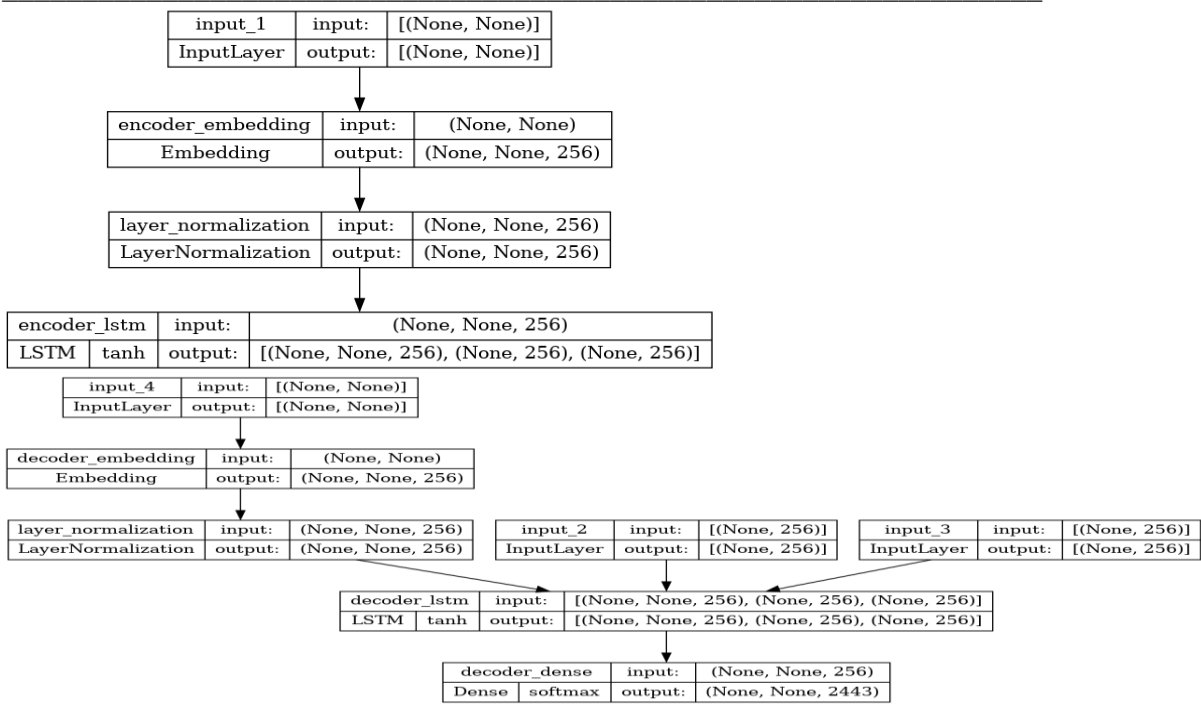 input_1 input: [(None, None)]
InputLayer output: [(None, None)]
encoder_embedding input: (None, None)
Embedding output: (None, None, 256)
layer_normalization input: (None, None, 256)
LayerNormalization output: (None, None, 256)
encoder_lstm input: (None, None, 256)
LSTM tanh output: [(None, None, 256), (None, 256), (None, 256)]
input_4 input: [(None, None)]
InputLayer output: [(None, None)]
decoder_embedding input: (None, None)
Embedding output: (None, None, 256)
layer_normalization input: (None, None, 256)
LayerNormalization output: (None, None, 256)
input_2 input: [(None, 256)]
InputLayer output: [(None, 256)]
input_3 input: [(None, 256)]
InputLayer output: [(None, 256)]
decoder_lstm input: [(None, None, 256), (None, 256), (None, 256)]
LSTM tanh output: [(None, None, 256), (None, 256), (None, 256)]
decoder_dense input: (None, None, 256)
Dense softmax output: (None, None, 2443)